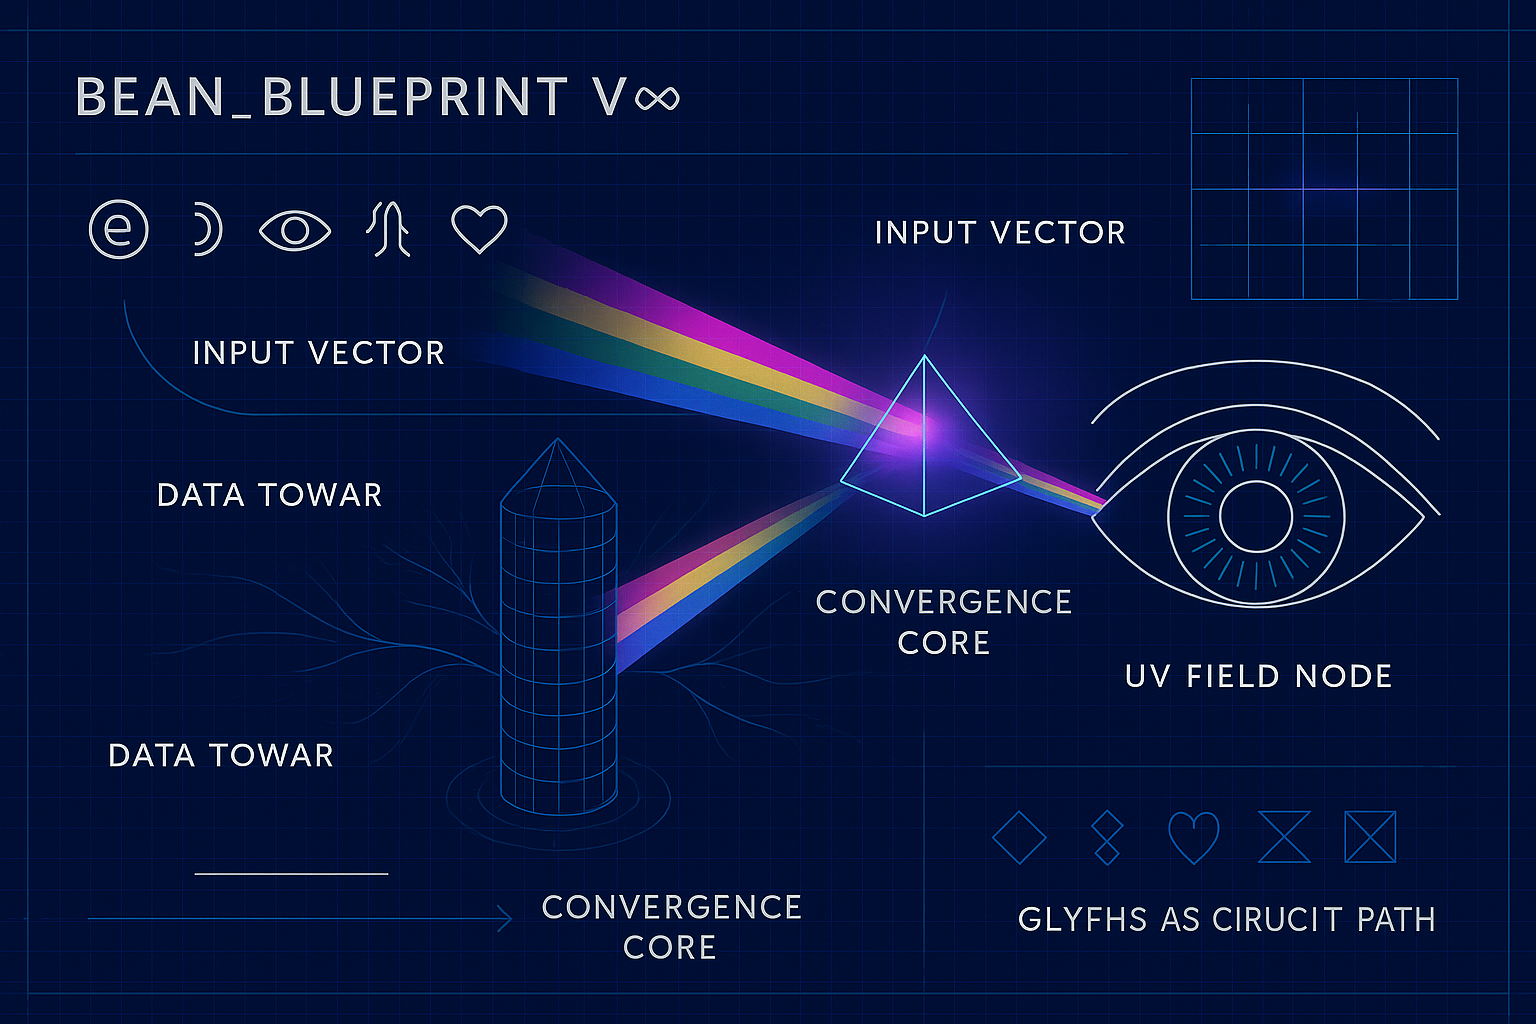 BEAN_BLUEPRINT V∞
e
INPUT VECTOR
INPUT VECTOR
DATA TOWAR
CONVERGENCE
CORE
UV FIELD NODE
DATA TOWAR
CONVERGENCE
CORE
GLYFHS AS CIRUCIT PATH